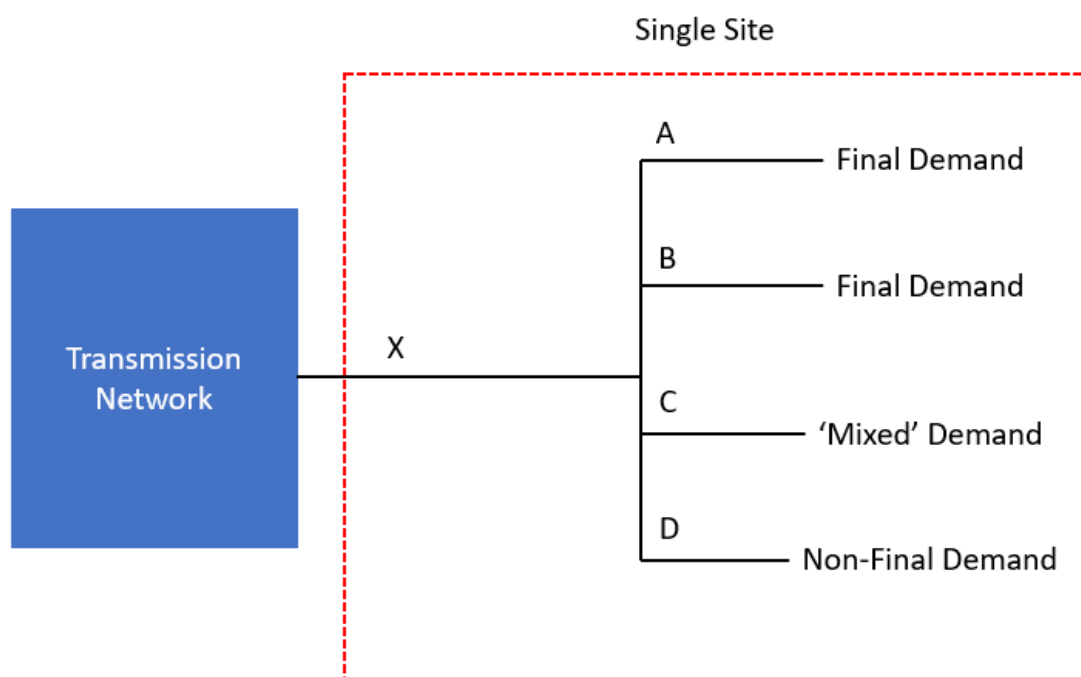 Single Site
A
Final Demand
B
Final Demand
X
Transmission
Network
C
‘Mixed’ Demand
D
Non-Final Demand